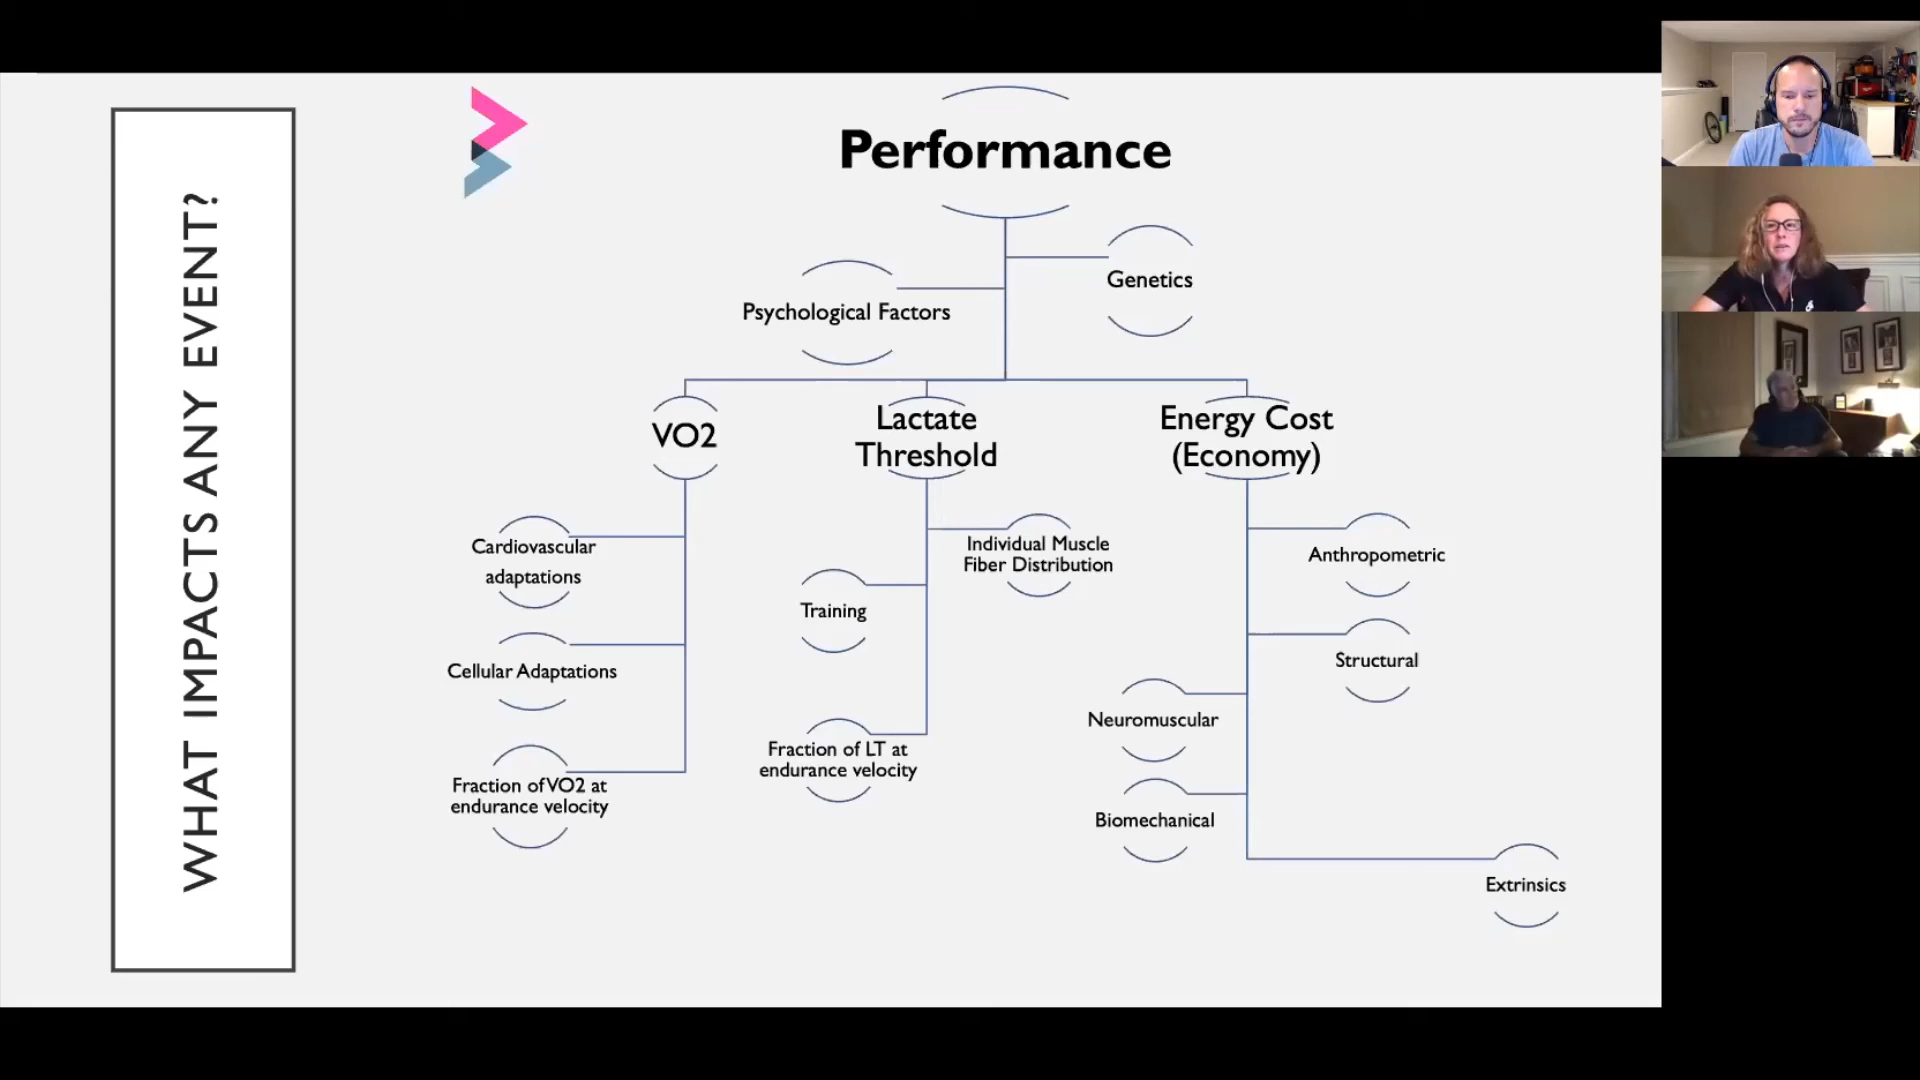 WHAT IMPACTS ANY EVENT?
Performance
Genetics
Psychological Factors
VO2
Lactate
Threshold
Energy Cost
(Economy)
Cardiovascular
adaptations
Cellular Adaptations
Fraction of VO2 at
endurance velocity
Individual Muscle
Fiber Distribution
Training
Fraction of LT at
endurance velocity
Anthropometric
Structural
Neuromuscular
Biomechanical
Extrinsics